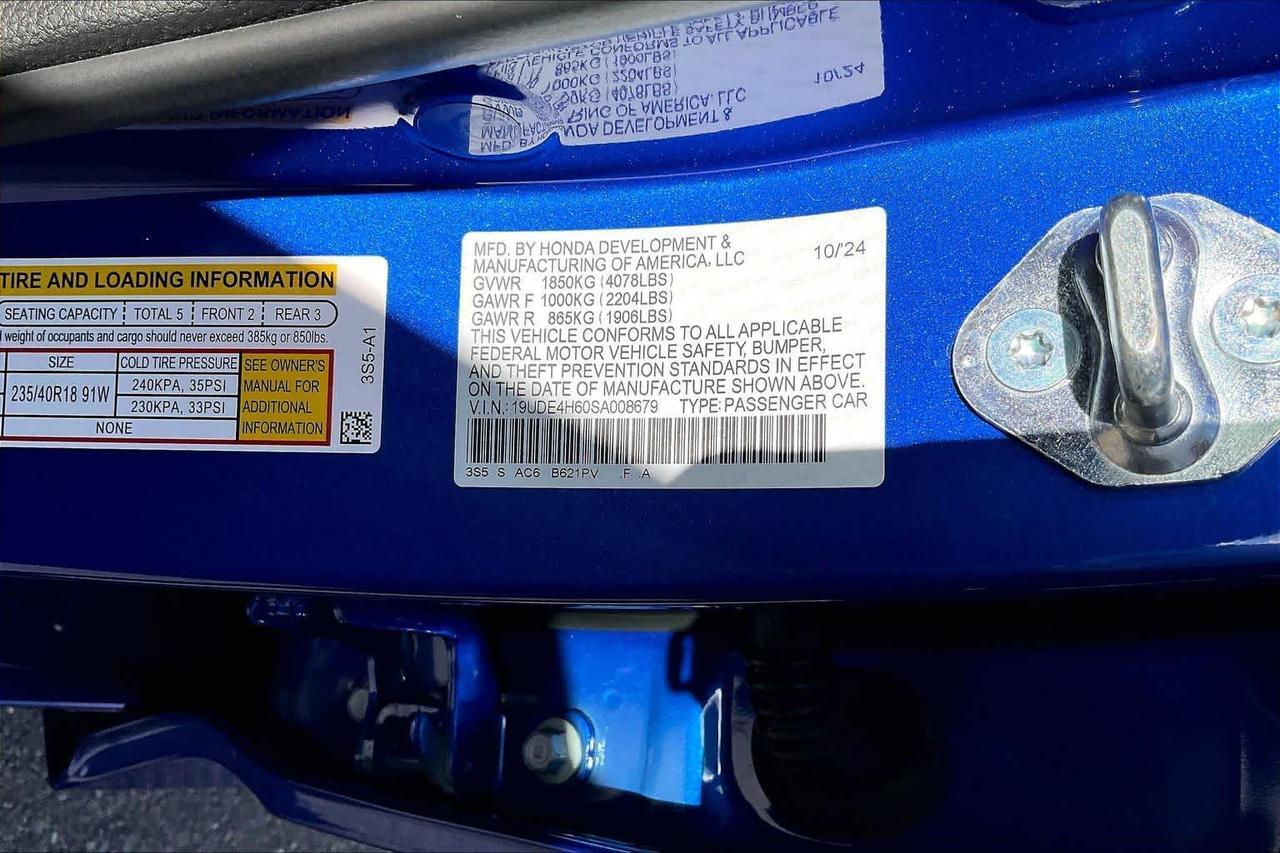 TIRE AND LOADING INFORMATION
SEATING CAPACITY TOTAL 5 FRONT 2 REAR 3
weight of occupants and cargo should never exceed 385kg or 850lbs.
SIZE COLD TIRE PRESSURE SEE OWNER'S
235/40R18 91W 240KPA, 35PSI MANUAL FOR
230KPA, 33PSI ADDITIONAL
NONE INFORMATION
3S5-A1
MFD. BY HONDA DEVELOPMENT & 10/'24
MANUFACTURING OF AMERICA, LLC
GVWR 1850KG (4078LBS)
GAWR F 1000KG (2204LBS)
GAWR R 865KG (1906LBS)
THIS VEHICLE CONFORMS TO ALL APPLICABLE
FEDERAL MOTOR VEHICLE SAFETY, BUMPER,
AND THEFT PREVENTION STANDARDS IN EFFECT
ON THE DATE OF MANUFACTURE SHOWN ABOVE.
V.I.N.: 19UDE4H60SA008679 TYPE: PASSENGER CAR
3S5 S AC6 B621PV .F .A